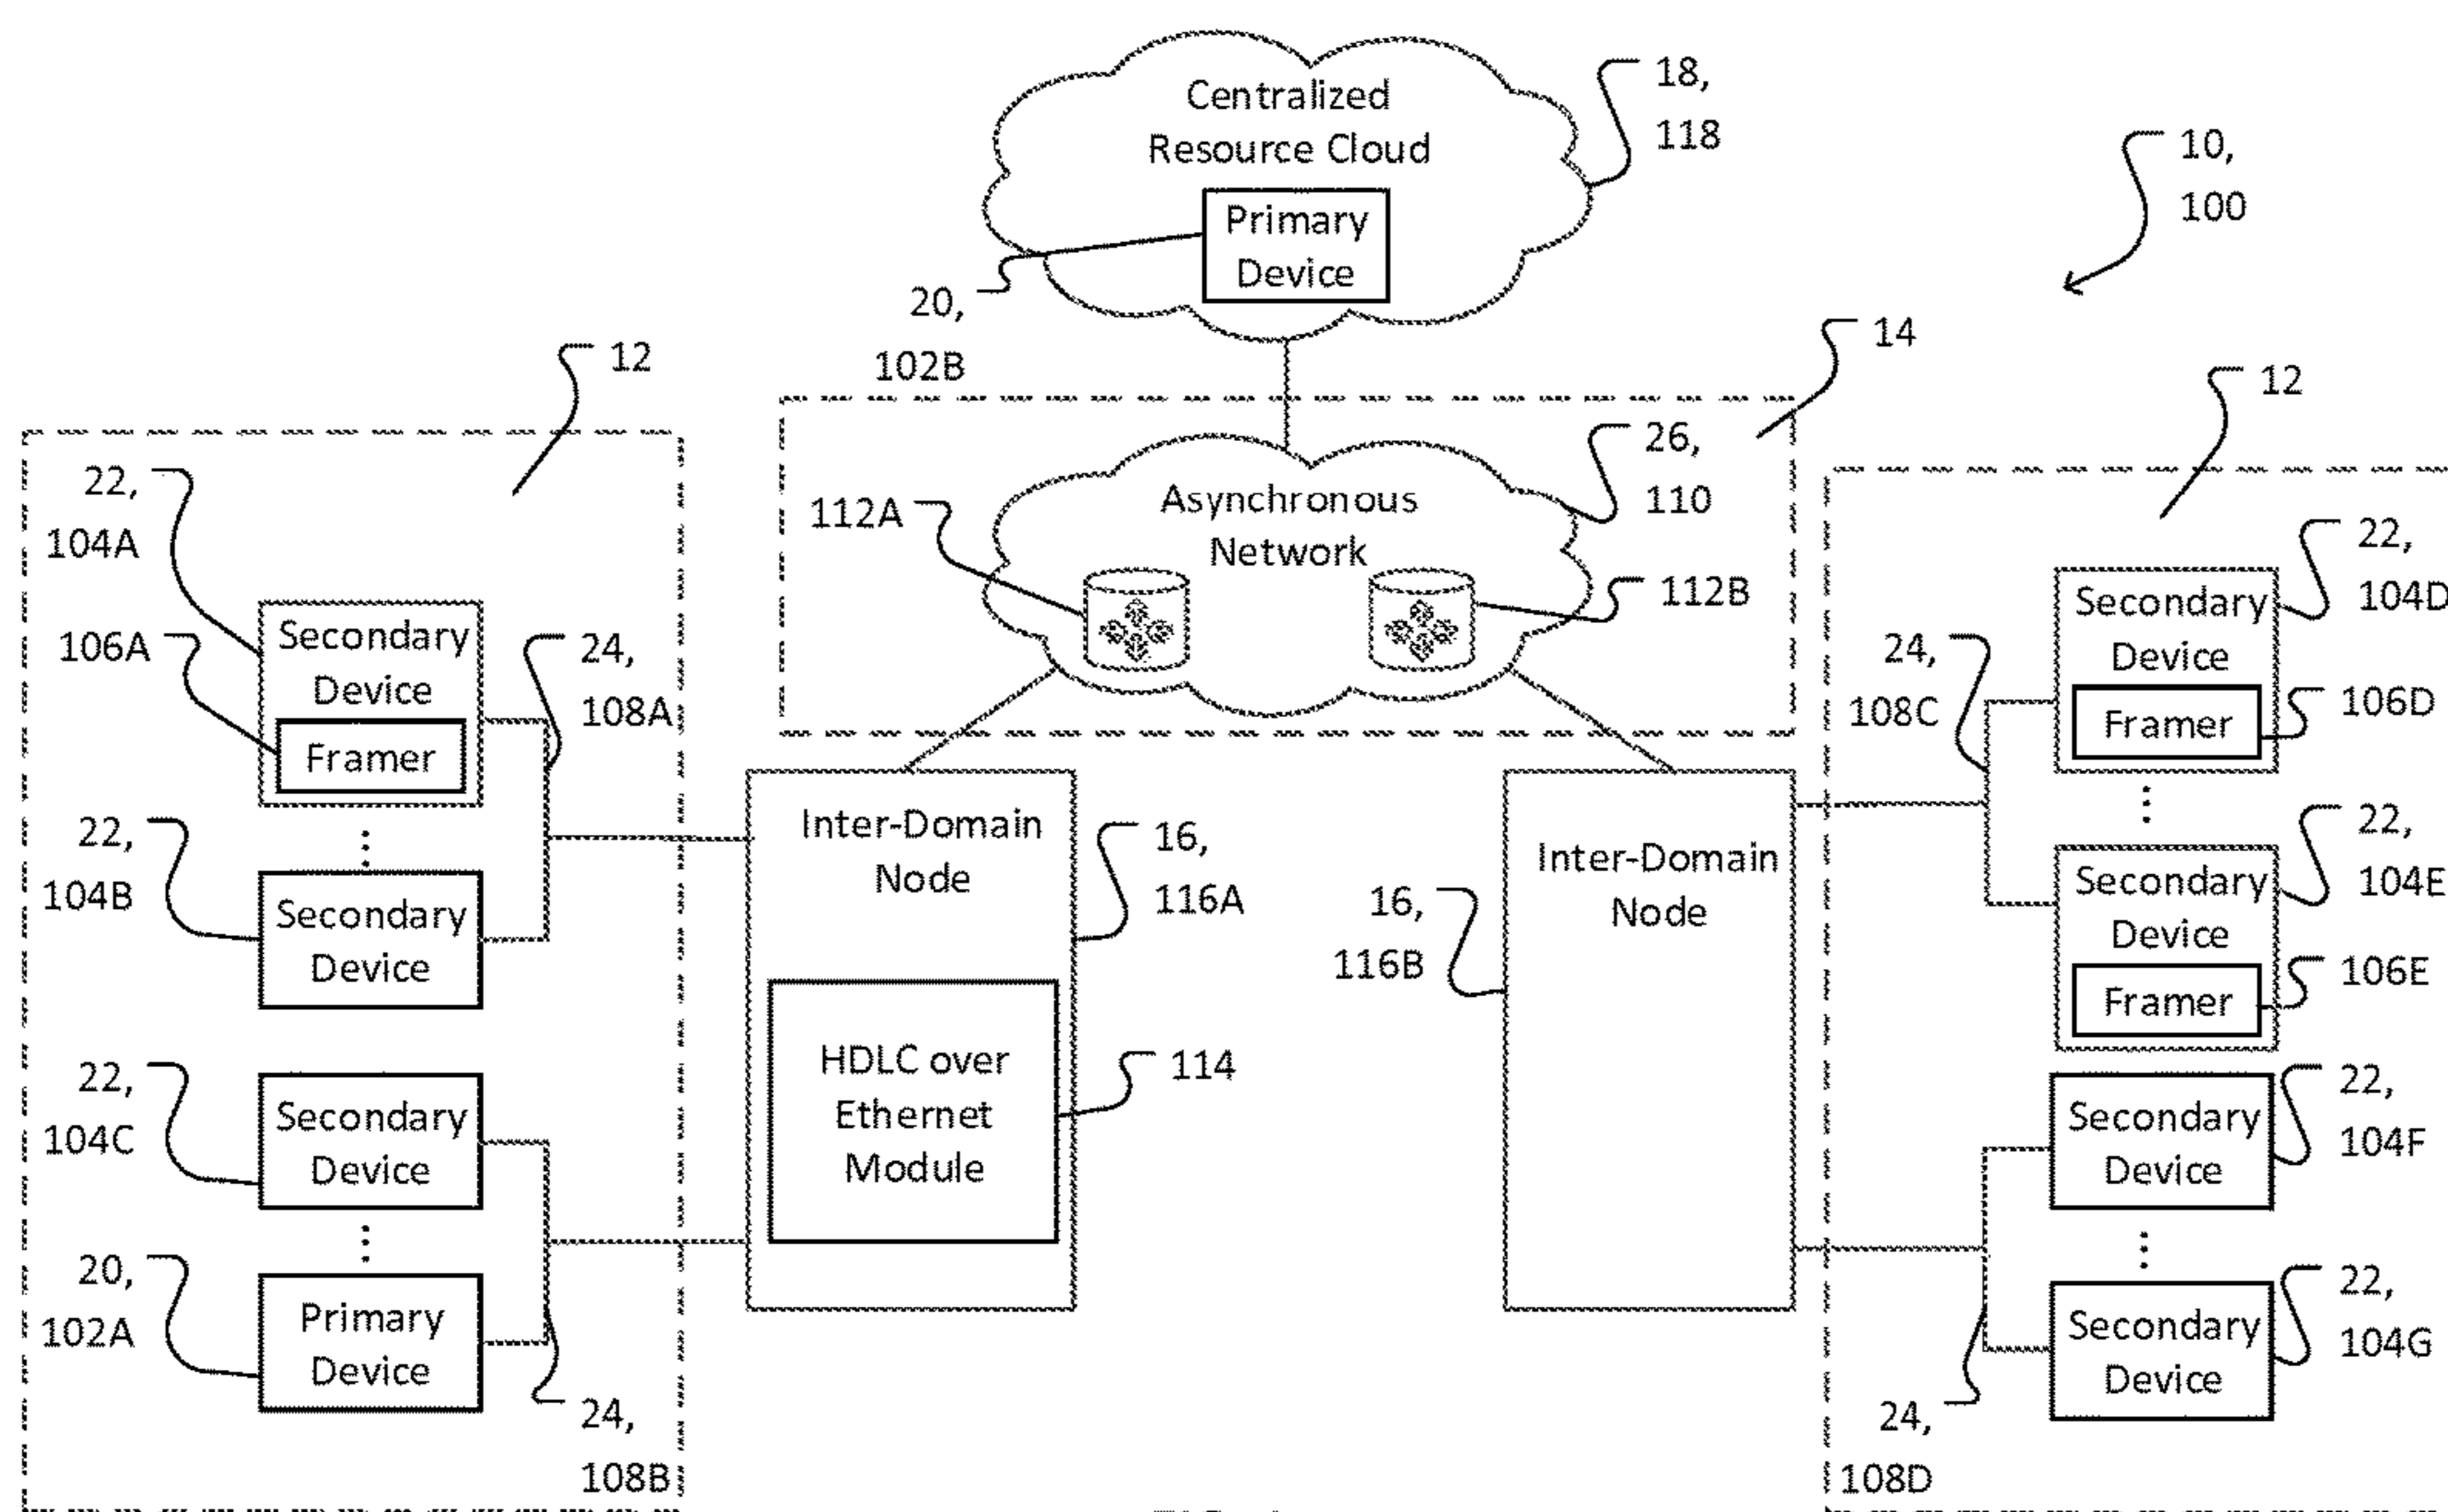 Centralized
Resource Cloud
Primary
Device
18,
118
10,
100
20,
102B
14
12
12
26,
110
Asynchronous
Network
112A
112B
22,
104A
106A
Secondary
Device
Framer
24,
108A
22,
104B
Secondary
Device
22,
104C
Secondary
Device
20,
102A
Primary
Device
24,
108B
Inter-Domain
Node
16,
116A
HDLC over
Ethernet
Module
114
Inter-Domain
Node
16,
116B
24,
108C
Secondary
Device
Framer
22,
104D
106D
Secondary
Device
Framer
22,
104E
106E
Secondary
Device
22,
104F
Secondary
Device
22,
104G
24,
108D